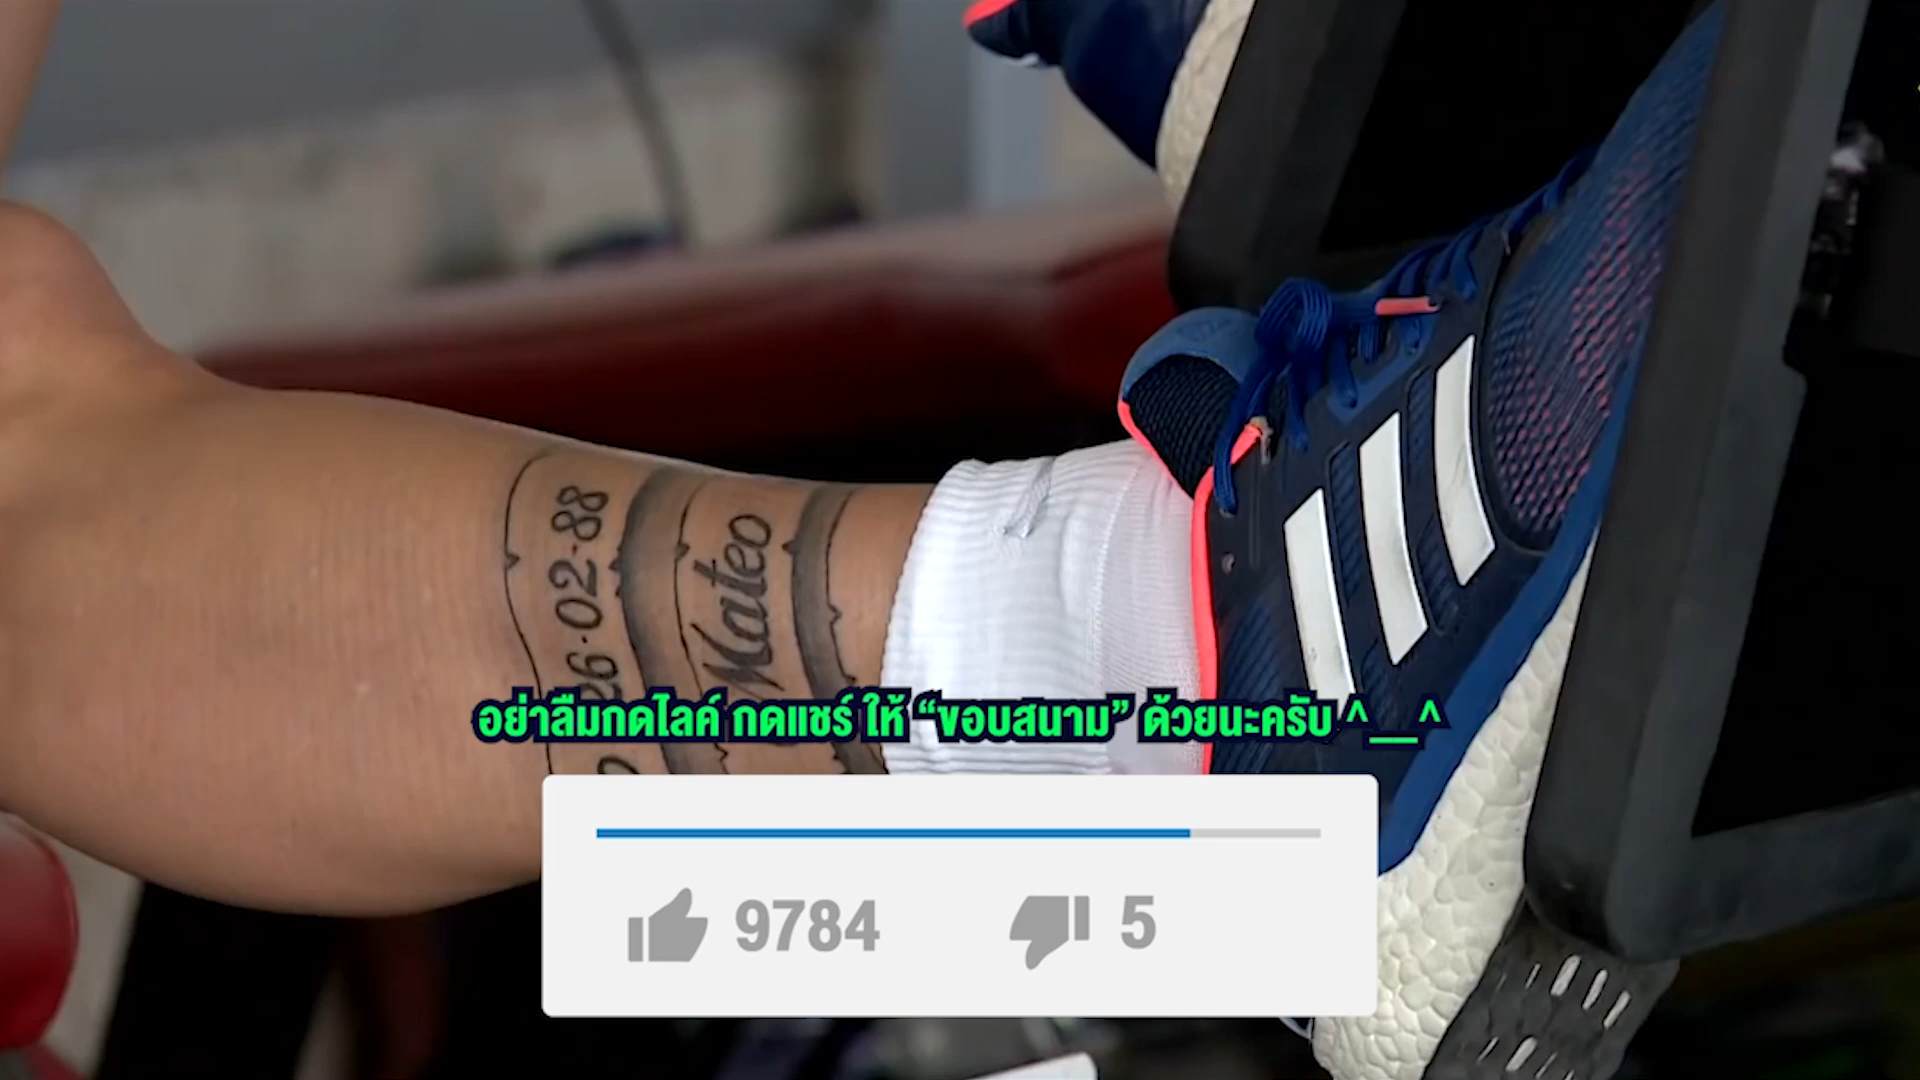 26·02·88
Mateo
อย่าลืมกดไลค์ กดแชร์ ให้ “ขอบสนาม” ด้วยนะครับ ^__^
9784
5